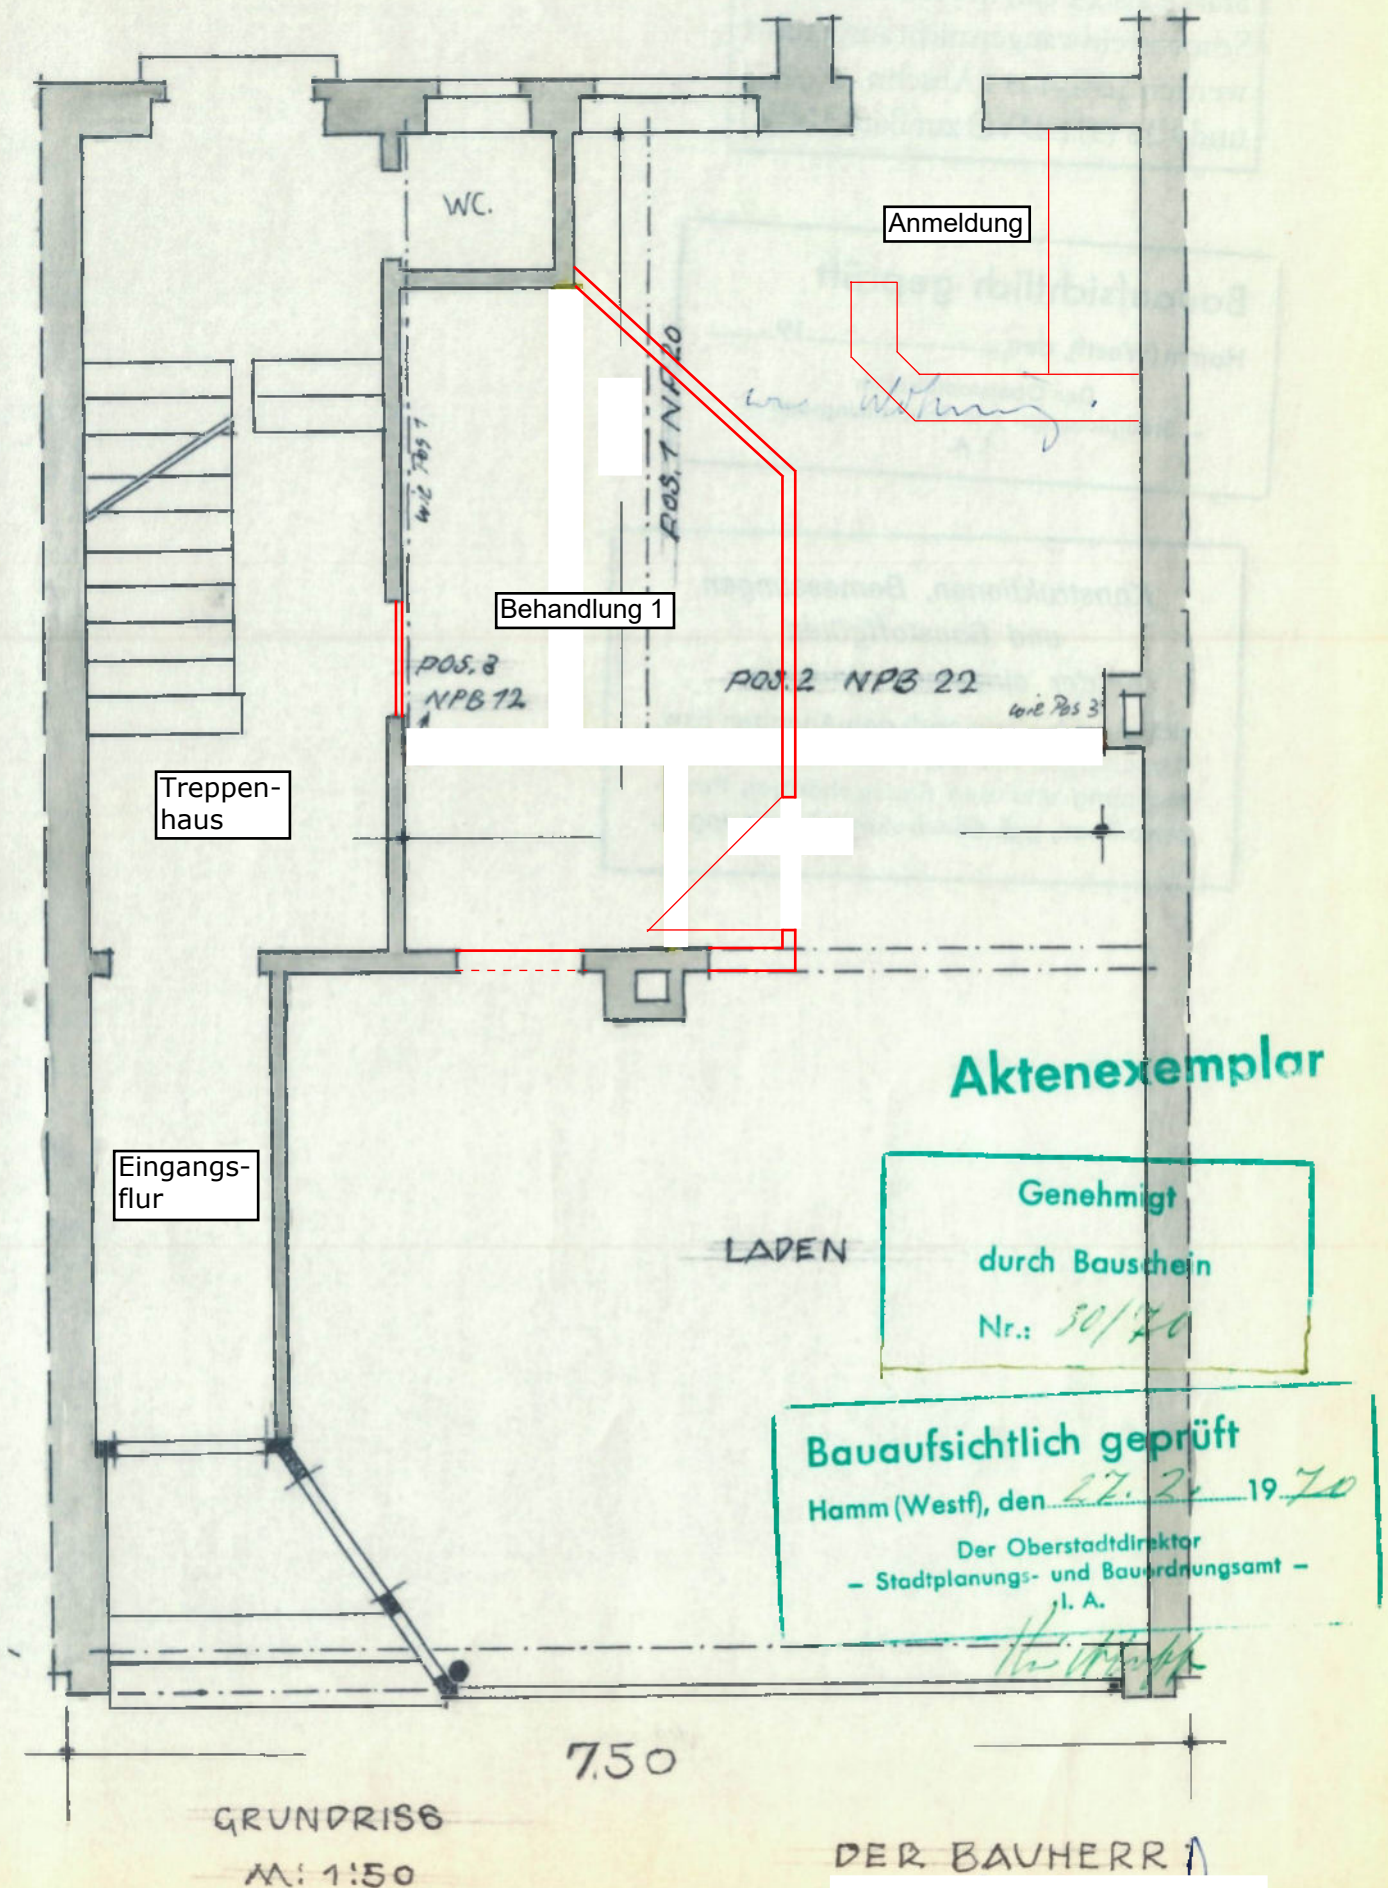 WC.
Anmeldung
wie Pos 1
POS. 1 NP 20
Behandlung 1
POS. 3
NPB 12
POS. 2 NPB 22
wie Pos 3
Treppen-
haus
Aktenexemplar
Eingangs-
flur
Genehmigt
durch Bauschein
Nr.: 30/70
LADEN
Bauaufsichtlich geprüft
Hamm (Westf), den 27. 2. 1970
Der Oberstadtdirektor
– Stadtplanungs- und Bauordnungsamt –
I. A.
7.50
GRUNDRISS
M: 1:50
DER BAUHERR